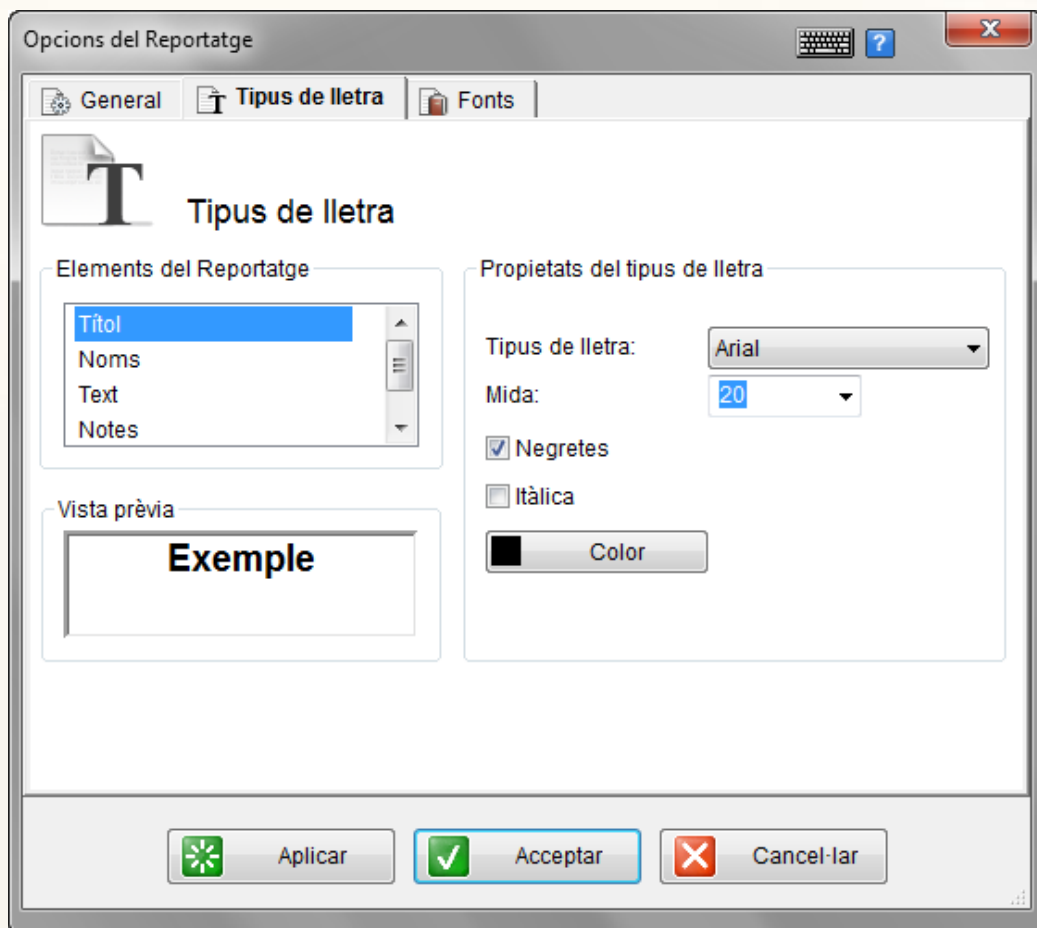 Opcions del Reportatge
?
General
Tipus de lletra
Fonts
T
Tipus de lletra
Elements del Reportatge
Títol
Noms
Text
Notes
Vista prèvia
Exemple
Propietats del tipus de lletra
Tipus de lletra: Arial
Mida: 20
Negretes
Itàlica
Color
Aplicar
Acceptar
Cancel·lar